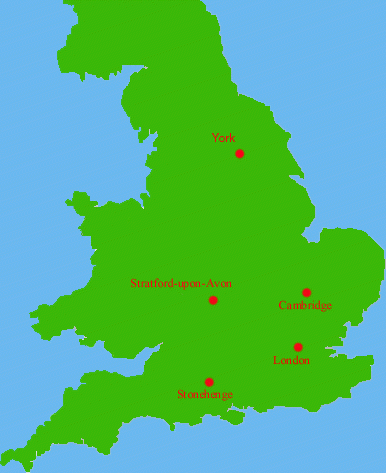 York
Stratford-upon-Avon
Cambridge
London
Stonehenge